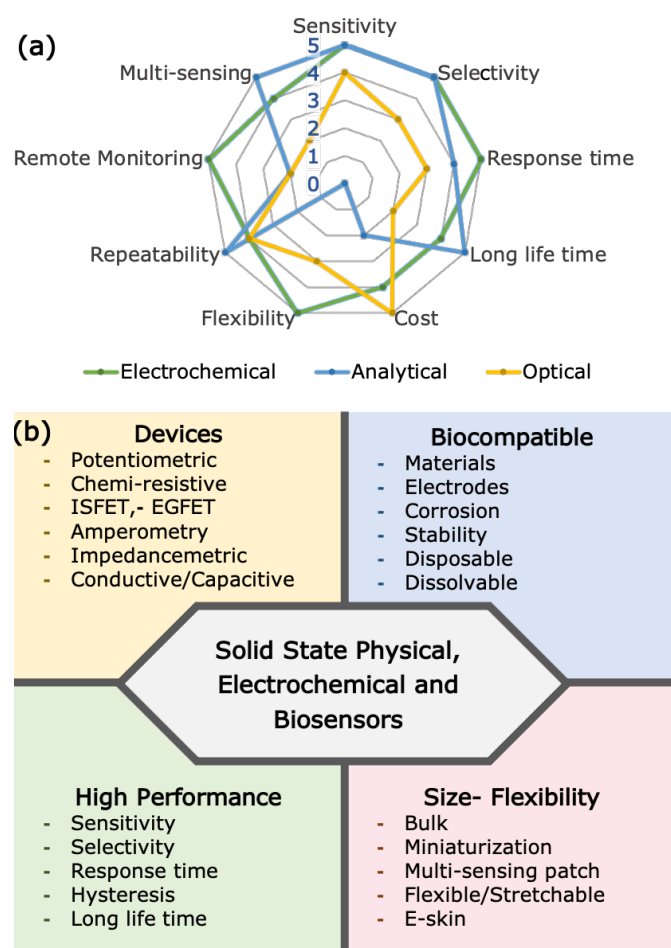 (a)
Sensitivity
5
4
3
2
1
0
Selectivity
Response time
Long life time
Cost
Flexibility
Repeatability
Remote Monitoring
Multi-sensing
Electrochemical
Analytical
Optical
(b)
Devices
- Potentiometric
- Chemi-resistive
- ISFET,- EGFET
- Amperometry
- Impedancemetric
- Conductive/Capacitive
Biocompatible
- Materials
- Electrodes
- Corrosion
- Stability
- Disposable
- Dissolvable
Solid State Physical,
Electrochemical and
Biosensors
High Performance
- Sensitivity
- Selectivity
- Response time
- Hysteresis
- Long life time
Size- Flexibility
- Bulk
- Miniaturization
- Multi-sensing patch
- Flexible/Stretchable
- E-skin